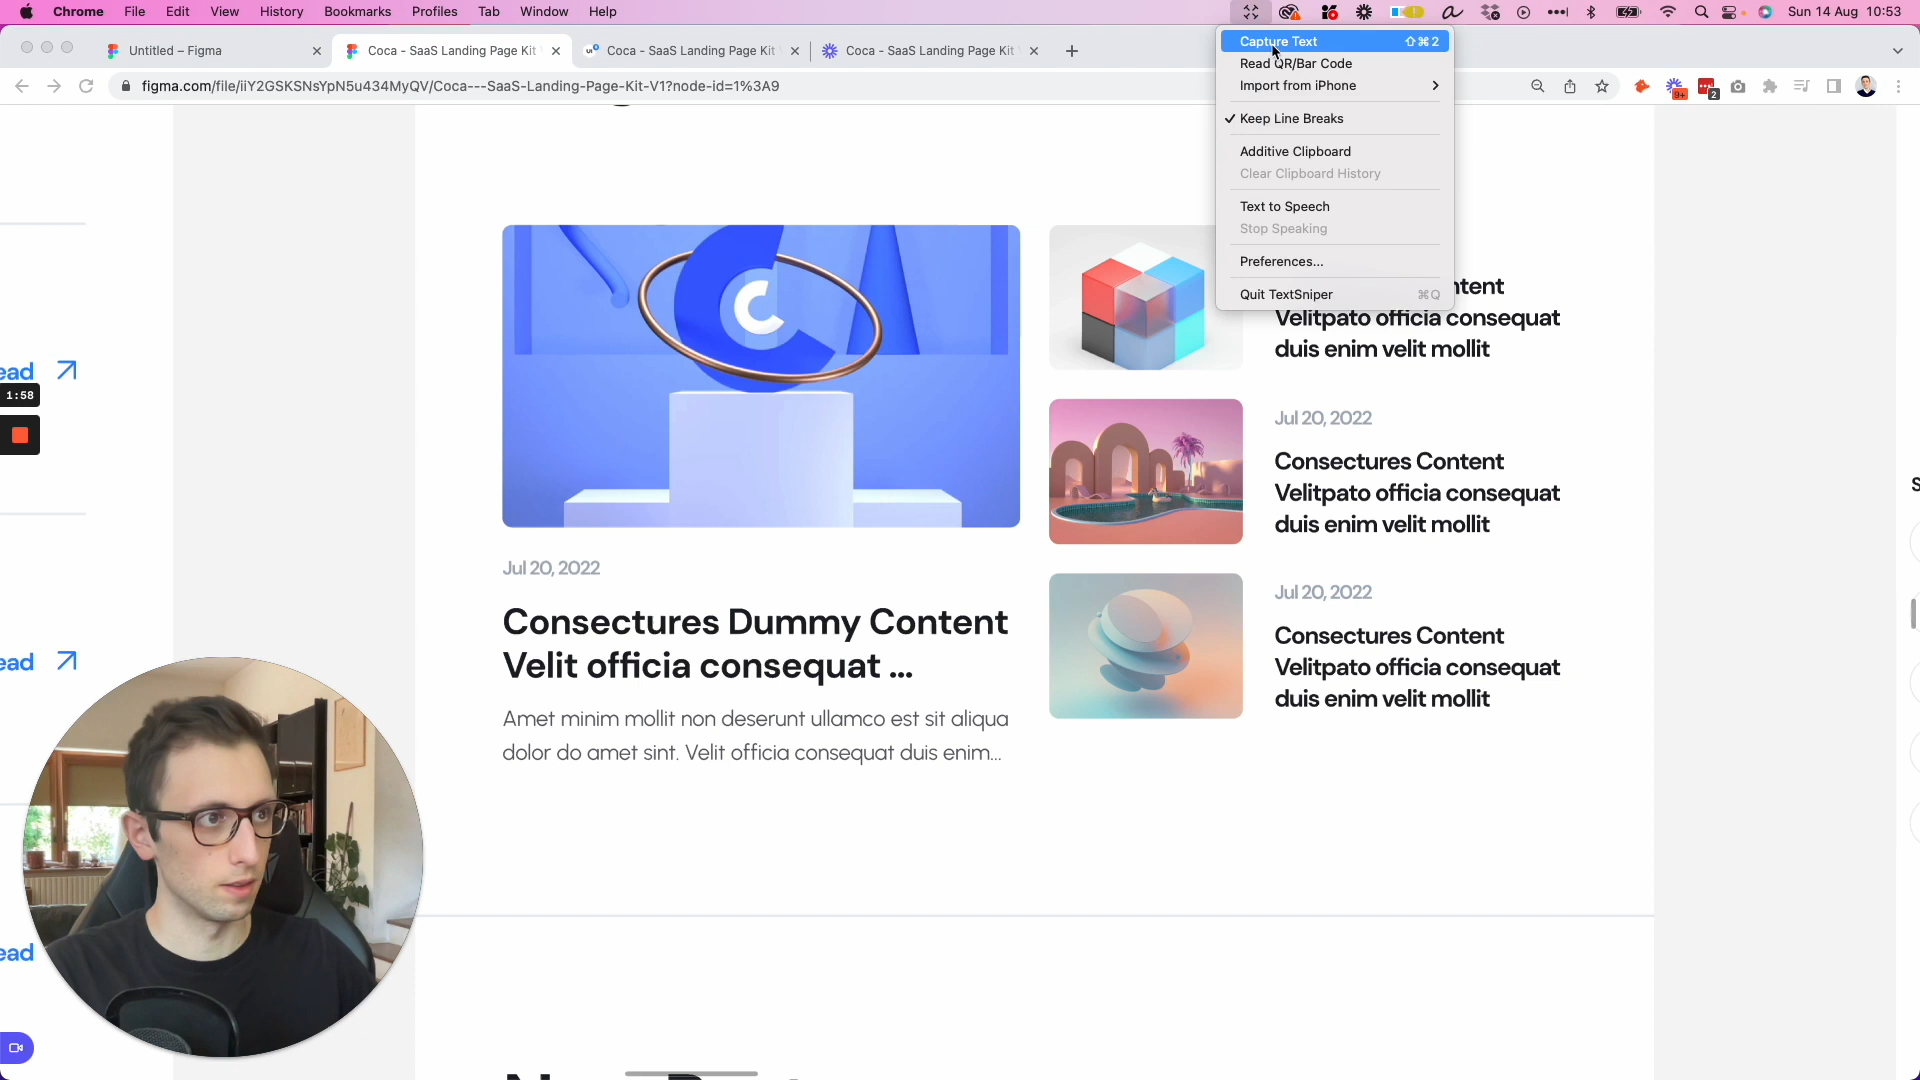 Chrome File Edit View History Bookmarks Profiles Tab Window Help
Sun 14 Aug 10:53
Untitled – Figma
Coca - SaaS Landing Page Kit
Coca - SaaS Landing Page Kit
Coca - SaaS Landing Page Kit
figma.com/file/iiY2GSKSNsYpN5u434MyQV/Coca---SaaS-Landing-Page-Kit-V1?node-id=1%3A9
9+
2
Capture Text ⇧⌘2
Read QR/Bar Code
Import from iPhone
Keep Line Breaks
Additive Clipboard
Clear Clipboard History
Text to Speech
Stop Speaking
Preferences...
Quit TextSniper ⌘Q
ntent
Velitpato officia consequat
duis enim velit mollit
Jul 20, 2022
Consectures Content
Velitpato officia consequat
duis enim velit mollit
Jul 20, 2022
Consectures Content
Velitpato officia consequat
duis enim velit mollit
Jul 20, 2022
Consectures Dummy Content
Velit officia consequat ...
Amet minim mollit non deserunt ullamco est sit aliqua
dolor do amet sint. Velit officia consequat duis enim...
ead
1:58
ead
ead
S